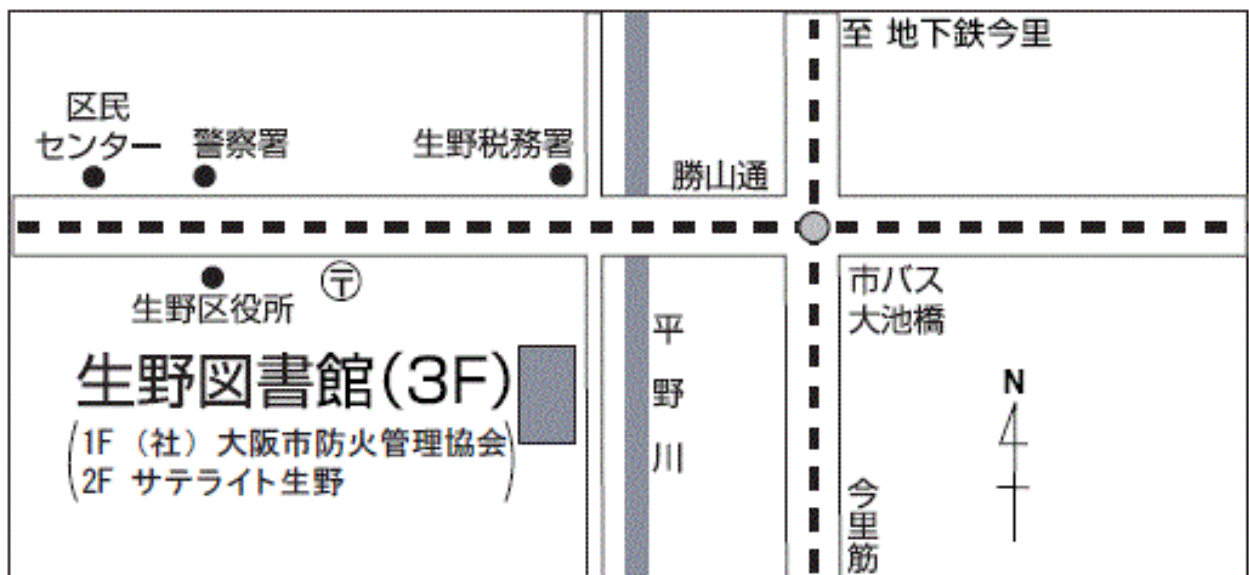 至 地下鉄今里
区民
センター
警察署
生野税務署
勝山通
生野区役所
〒
市バス
大池橋
平野川
生野図書館(3F)
(1F (社)大阪市防火管理協会
2F サテライト生野)
N
今里筋